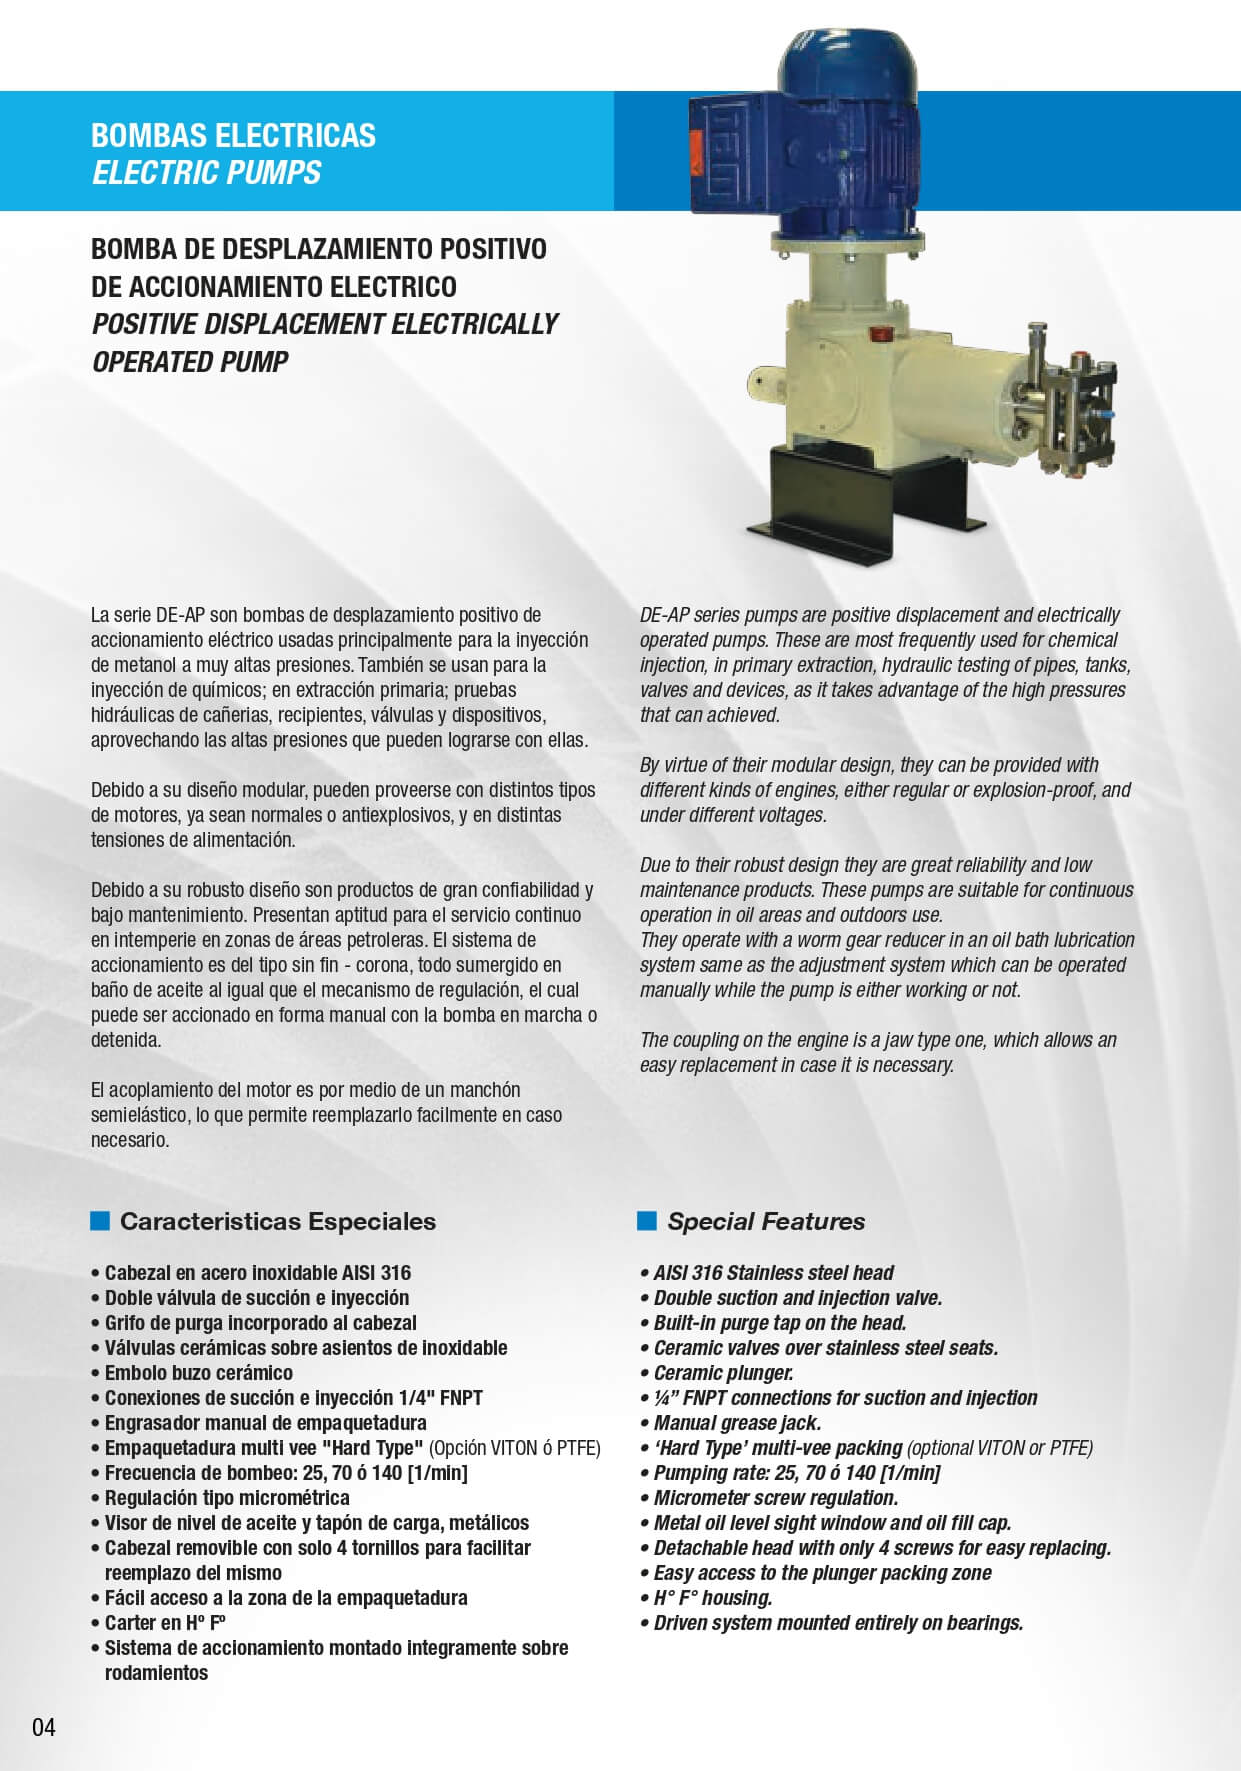 BOMBAS ELECTRICAS
ELECTRIC PUMPS
BOMBA DE DESPLAZAMIENTO POSITIVO
DE ACCIONAMIENTO ELECTRICO
POSITIVE DISPLACEMENT ELECTRICALLY
OPERATED PUMP
La serie DE-AP son bombas de desplazamiento positivo de
accionamiento eléctrico usadas principalmente para la inyección
de metanol a muy altas presiones. También se usan para la
inyección de químicos; en extracción primaria; pruebas
hidráulicas de cañerias, recipientes, válvulas y dispositivos,
aprovechando las altas presiones que pueden lograrse con ellas.
Debido a su diseño modular, pueden proveerse con distintos tipos
de motores, ya sean normales o antiexplosivos, y en distintas
tensiones de alimentación.
Debido a su robusto diseño son productos de gran confiabilidad y
bajo mantenimiento. Presentan aptitud para el servicio continuo
en intemperie en zonas de áreas petroleras. El sistema de
accionamiento es del tipo sin fin - corona, todo sumergido en
baño de aceite al igual que el mecanismo de regulación, el cual
puede ser accionado en forma manual con la bomba en marcha o
detenida.
El acoplamiento del motor es por medio de un manchón
semielástico, lo que permite reemplazarlo facilmente en caso
necesario.
DE-AP series pumps are positive displacement and electrically
operated pumps. These are most frequently used for chemical
injection, in primary extraction, hydraulic testing of pipes, tanks,
valves and devices, as it takes advantage of the high pressures
that can achieved.
By virtue of their modular design, they can be provided with
different kinds of engines, either regular or explosion-proof, and
under different voltages.
Due to their robust design they are great reliability and low
maintenance products. These pumps are suitable for continuous
operation in oil areas and outdoors use.
They operate with a worm gear reducer in an oil bath lubrication
system same as the adjustment system which can be operated
manually while the pump is either working or not.
The coupling on the engine is a jaw type one, which allows an
easy replacement in case it is necessary.
Caracteristicas Especiales
• Cabezal en acero inoxidable AISI 316
• Doble válvula de succión e inyección
• Grifo de purga incorporado al cabezal
• Válvulas cerámicas sobre asientos de inoxidable
• Embolo buzo cerámico
• Conexiones de succión e inyección 1/4" FNPT
• Engrasador manual de empaquetadura
• Empaquetadura multi vee "Hard Type" (Opción VITON ó PTFE)
• Frecuencia de bombeo: 25, 70 ó 140 [1/min]
• Regulación tipo micrométrica
• Visor de nivel de aceite y tapón de carga, metálicos
• Cabezal removible con solo 4 tornillos para facilitar
reemplazo del mismo
• Fácil acceso a la zona de la empaquetadura
• Carter en Hº Fº
• Sistema de accionamiento montado integramente sobre
rodamientos
Special Features
• AISI 316 Stainless steel head
• Double suction and injection valve.
• Built-in purge tap on the head.
• Ceramic valves over stainless steel seats.
• Ceramic plunger.
• ¼” FNPT connections for suction and injection
• Manual grease jack.
• ‘Hard Type’ multi-vee packing (optional VITON or PTFE)
• Pumping rate: 25, 70 ó 140 [1/min]
• Micrometer screw regulation.
• Metal oil level sight window and oil fill cap.
• Detachable head with only 4 screws for easy replacing.
• Easy access to the plunger packing zone
• H° F° housing.
• Driven system mounted entirely on bearings.
04